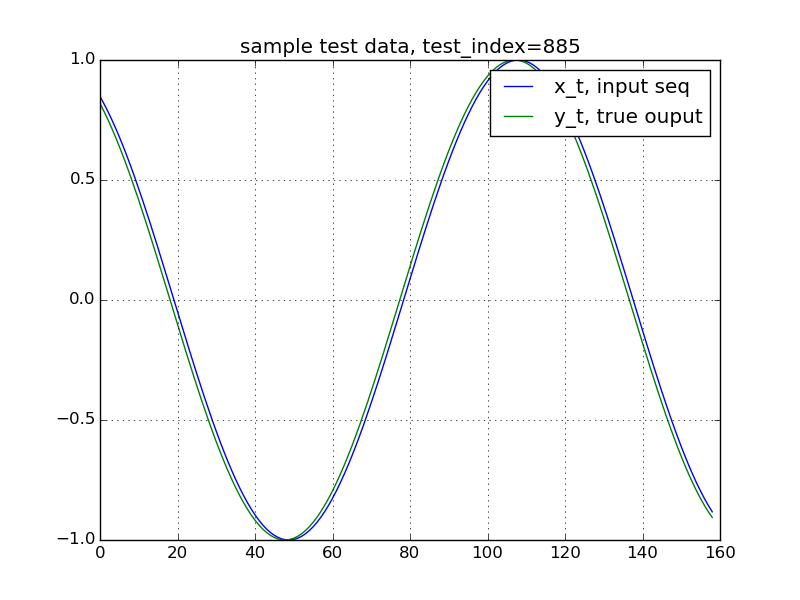 sample test data, test_index=885
x_t, input seq
y_t, true ouput
1.0
0.5
0.0
−0.5
−1.0
0 20 40 60 80 100 120 140 160